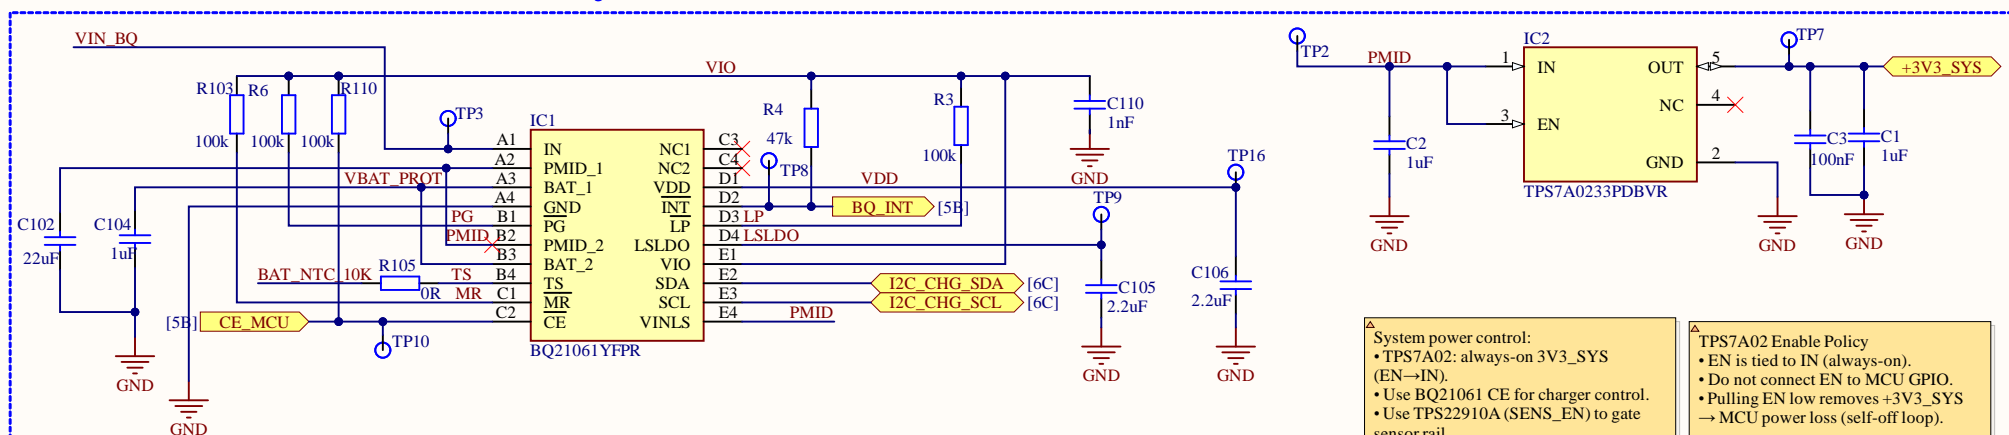 VIN_BQ
VIO
R103
R6
R110
100k
100k
100k
TP3
IC1
A1
A2
A3
A4
B1
B2
B3
B4
C1
C2
IN
PMID_1
BAT_1
GND
PG
PMID_2
BAT_2
TS
MR
CE
NC1
NC2
VDD
INT
LP
LSLDO
VIO
SDA
SCL
VINLS
C3
C4
D1
D2
D3
D4
E1
E2
E3
E4
BQ21061YFPR
VBAT_PROT
PG
PMID
BAT_NTC_10K
R105
0R
TS
MR
[5B]
CE_MCU
TP10
C102
22uF
C104
1uF
GND
GND
R4
47k
TP8
R3
100k
C110
1nF
GND
VDD
BQ_INT
[5B]
LP
LSLDO
TP9
TP16
I2C_CHG_SDA
[6C]
I2C_CHG_SCL
[6C]
PMID
C105
2.2uF
GND
C106
2.2uF
GND
TP2
PMID
C2
1uF
GND
IC2
1
3
IN
EN
OUT
NC
GND
5
4
2
TPS7A0233PDBVR
TP7
+3V3_SYS
C3
100nF
C1
1uF
GND
GND
System power control:
• TPS7A02: always-on 3V3_SYS
(EN→IN).
• Use BQ21061 CE for charger control.
• Use TPS22910A (SENS_EN) to gate
sensor rail
TPS7A02 Enable Policy
• EN is tied to IN (always-on).
• Do not connect EN to MCU GPIO.
• Pulling EN low removes +3V3_SYS
→ MCU power loss (self-off loop).